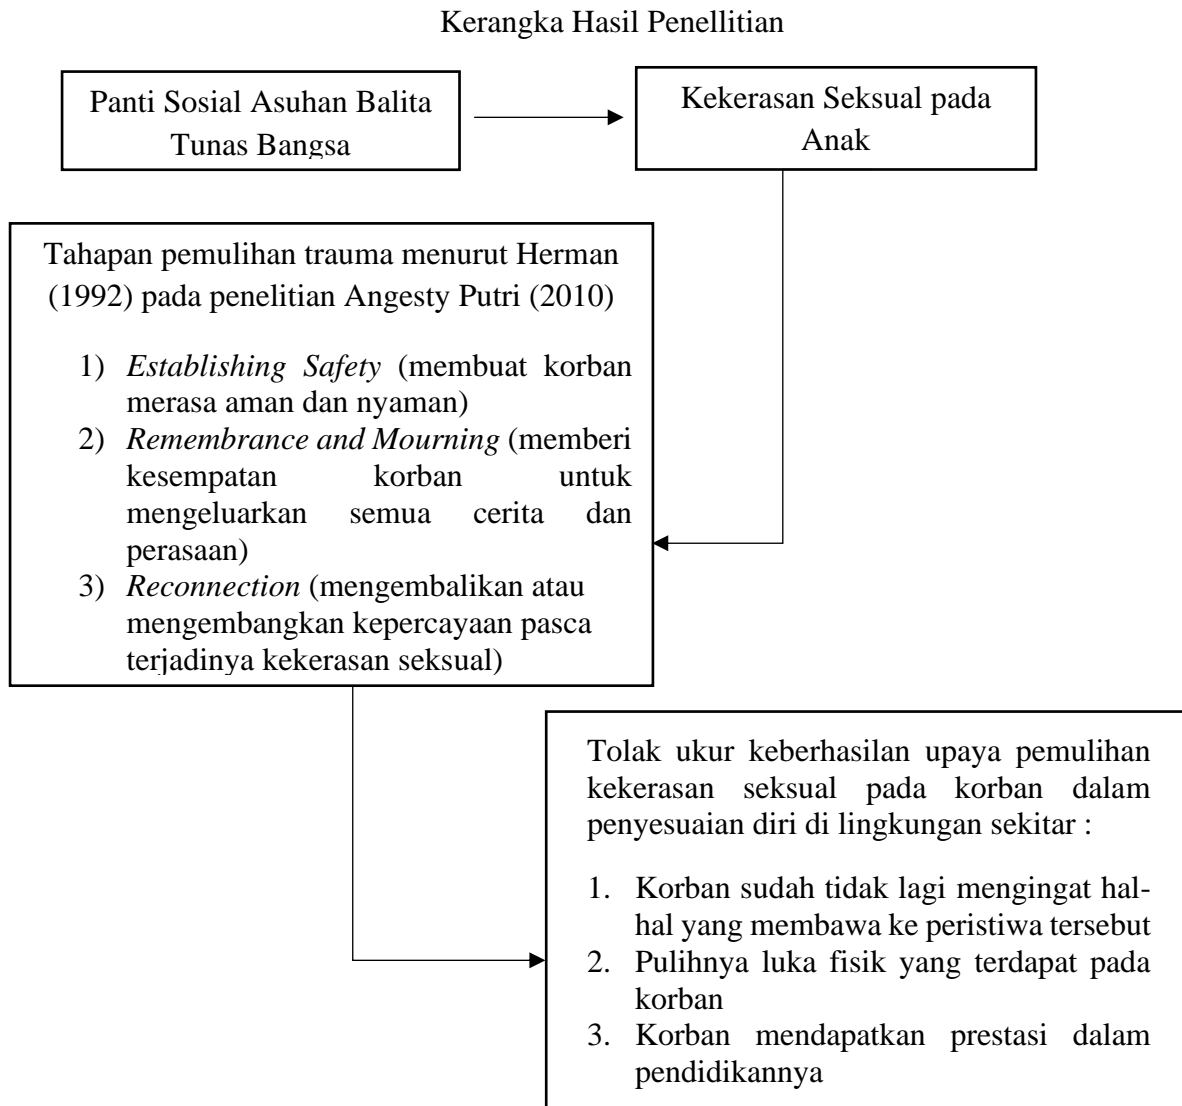 Kerangka Hasil Penellitian
Panti Sosial Asuhan Balita
Tunas Bangsa
Kekerasan Seksual pada
Anak
Tahapan pemulihan trauma menurut Herman
(1992) pada penelitian Angesty Putri (2010)
1) Establishing Safety (membuat korban
merasa aman dan nyaman)
2) Remembrance and Mourning (memberi
kesempatan korban untuk
mengeluarkan semua cerita dan
perasaan)
3) Reconnection (mengembalikan atau
mengembangkan kepercayaan pasca
terjadinya kekerasan seksual)
Tolak ukur keberhasilan upaya pemulihan
kekerasan seksual pada korban dalam
penyesuaian diri di lingkungan sekitar :
1. Korban sudah tidak lagi mengingat hal-
hal yang membawa ke peristiwa tersebut
2. Pulihnya luka fisik yang terdapat pada
korban
3. Korban mendapatkan prestasi dalam
pendidikannya